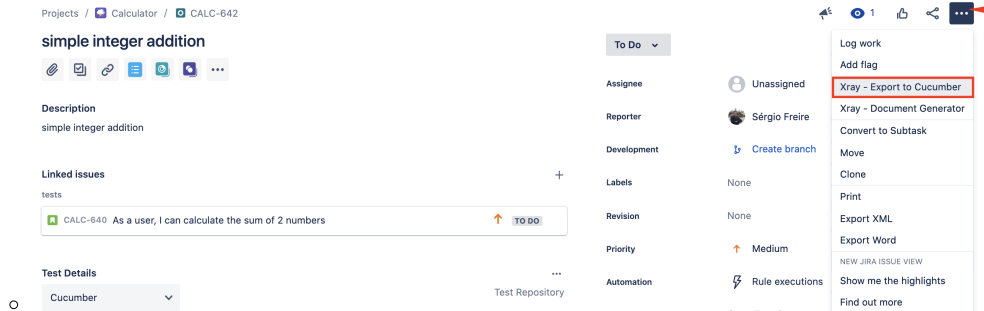 Projects / Calculator / CALC-642
1
simple integer addition
Description
simple integer addition
Linked issues
tests
CALC-640 As a user, I can calculate the sum of 2 numbers TO DO
Test Details
Cucumber
Test Repository
To Do
Assignee Unassigned
Reporter Sérgio Freire
Development Create branch
Labels None
Revision None
Priority Medium
Automation Rule executions
Log work
Add flag
Xray - Export to Cucumber
Xray - Document Generator
Convert to Subtask
Move
Clone
Print
Export XML
Export Word
NEW JIRA ISSUE VIEW
Show me the highlights
Find out more